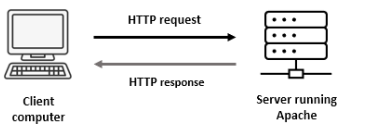 HTTP request
HTTP response
Client
computer
Server running
Apache